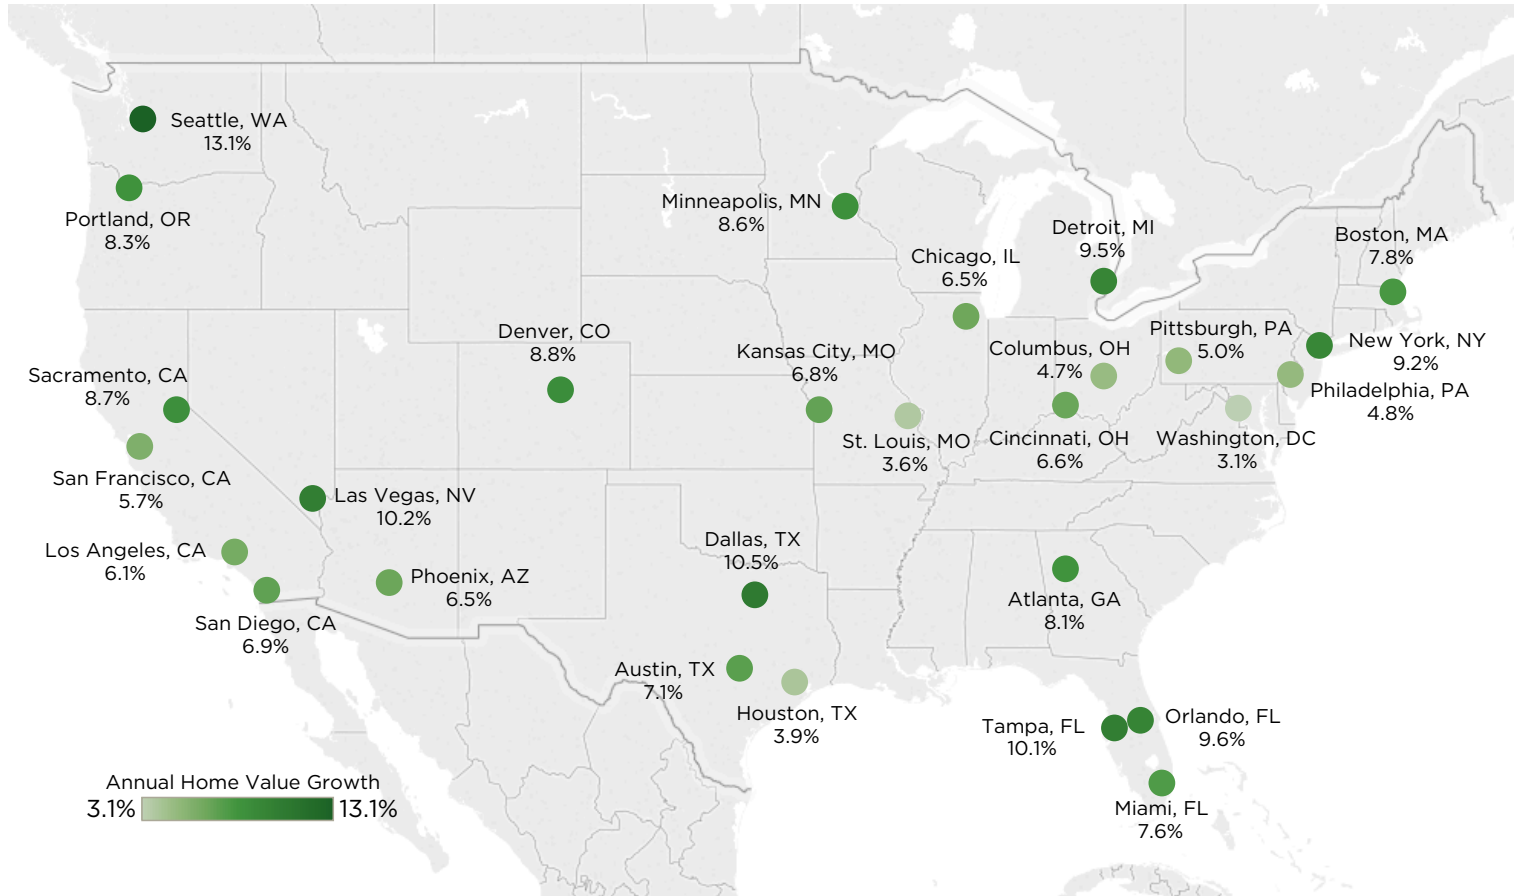 Seattle, WA
13.1%
Portland, OR
8.3%
Minneapolis, MN
8.6%
Detroit, MI
9.5%
Boston, MA
7.8%
Chicago, IL
6.5%
Denver, CO
8.8%
Kansas City, MO
6.8%
Columbus, OH
4.7%
Pittsburgh, PA
5.0%
New York, NY
9.2%
Sacramento, CA
8.7%
Philadelphia, PA
4.8%
St. Louis, MO
3.6%
Cincinnati, OH
6.6%
Washington, DC
3.1%
San Francisco, CA
5.7%
Las Vegas, NV
10.2%
Los Angeles, CA
6.1%
Phoenix, AZ
6.5%
Dallas, TX
10.5%
Atlanta, GA
8.1%
San Diego, CA
6.9%
Austin, TX
7.1%
Houston, TX
3.9%
Tampa, FL
10.1%
Orlando, FL
9.6%
Miami, FL
7.6%
Annual Home Value Growth
3.1% 13.1%